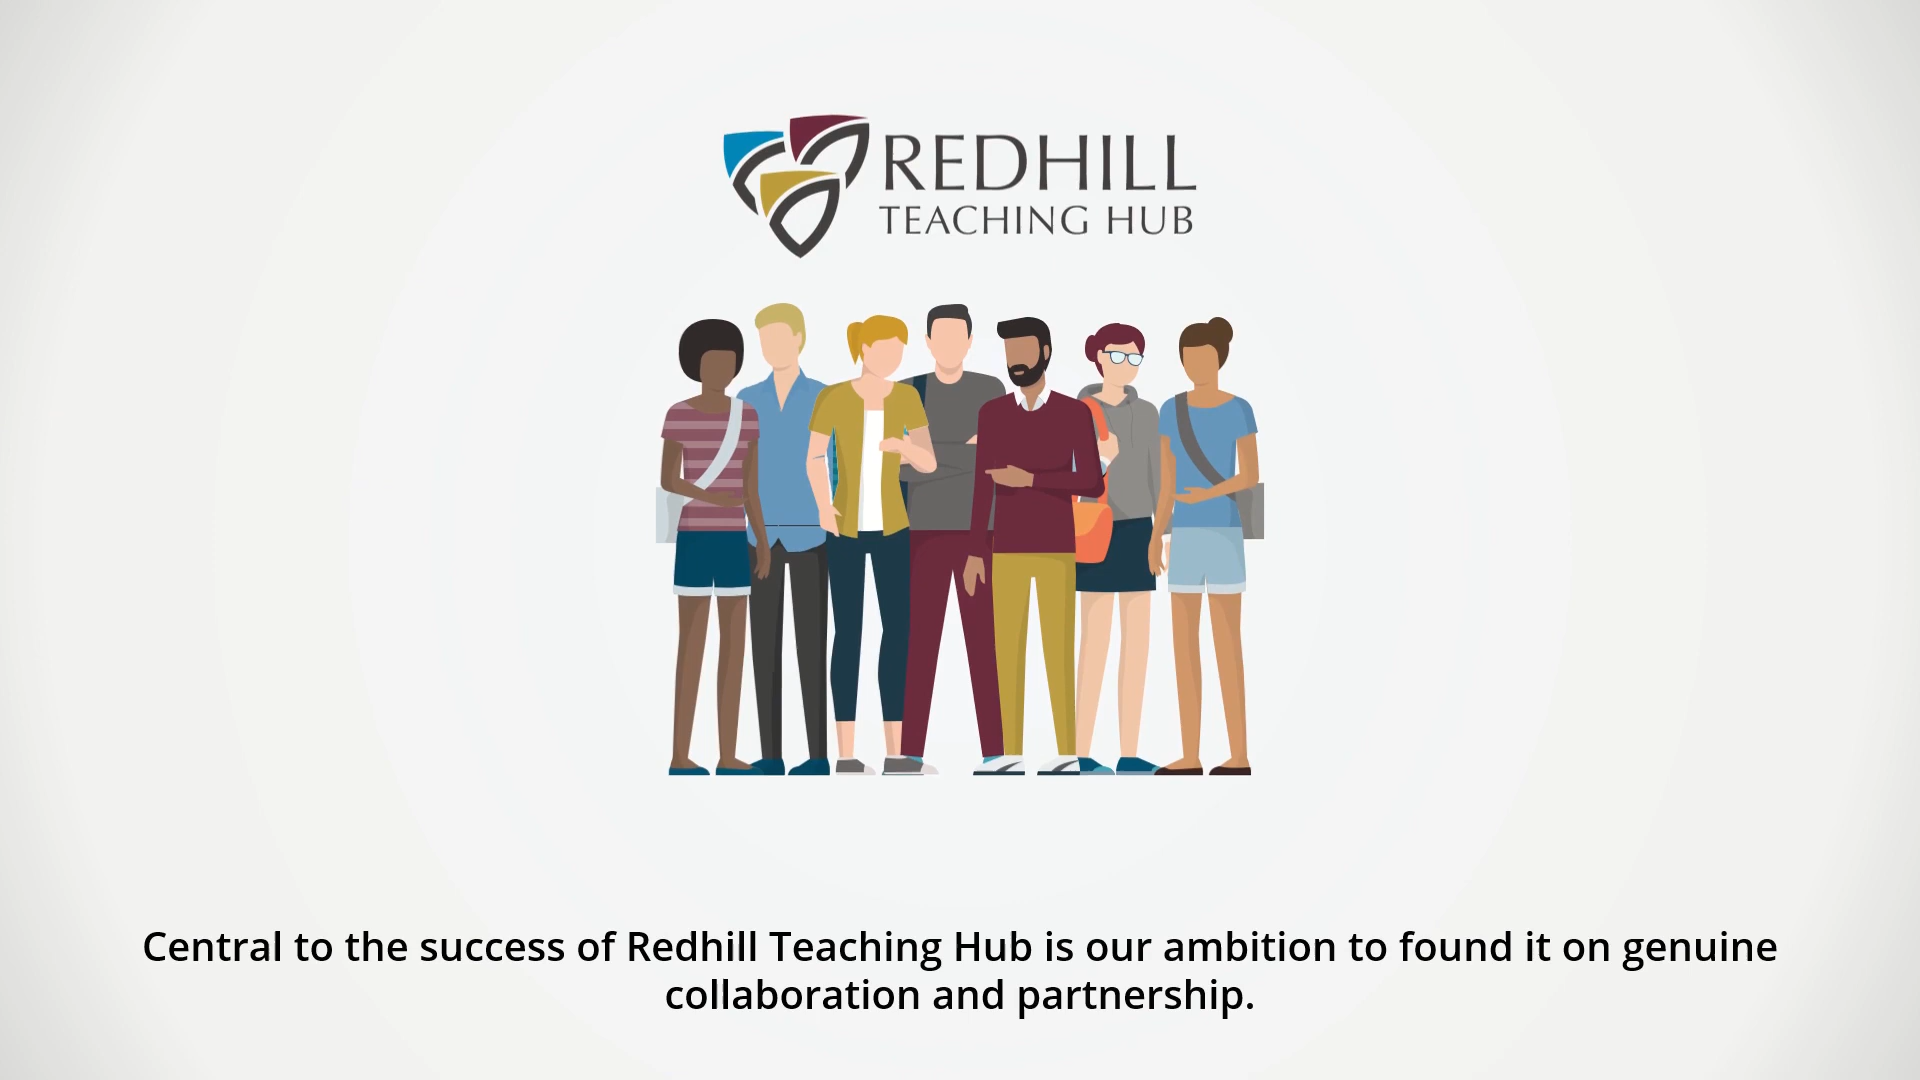 REDHILL
TEACHING HUB
Central to the success of Redhill Teaching Hub is our ambition to found it on genuine
collaboration and partnership.